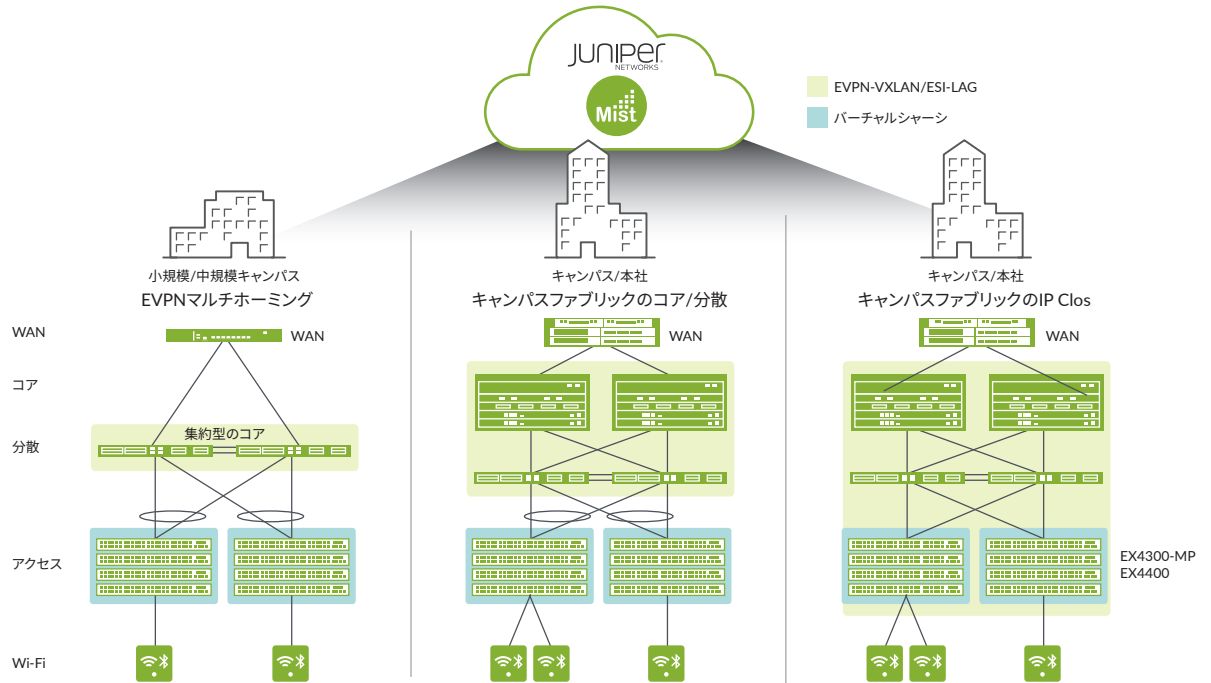 JUNIPER
NETWORKS
Mist
EVPN-VXLAN/ESI-LAG
バーチャルシャーシ
小規模/中規模キャンパス
EVPNマルチホーミング
キャンパス/本社
キャンパスファブリックのコア/分散
キャンパス/本社
キャンパスファブリックのIP Clos
WAN
WAN
WAN
WAN
コア
集約型のコア
分散
アクセス
EX4300-MP
EX4400
Wi-Fi